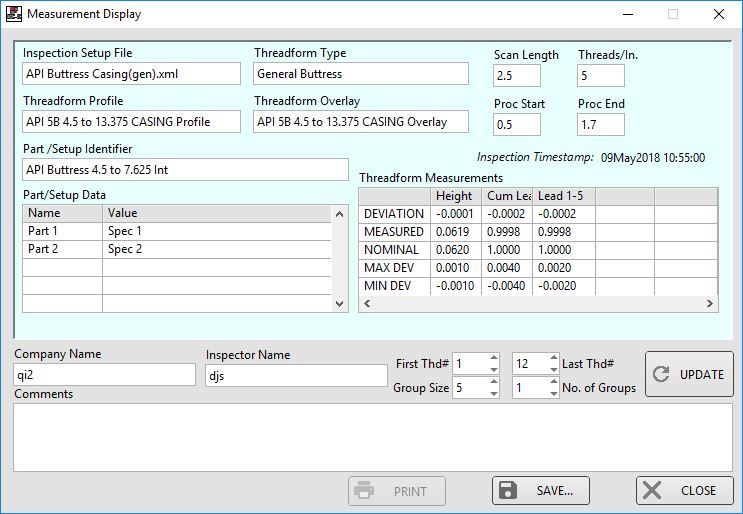 Measurement Display
Inspection Setup File
API Buttress Casing(gen).xml
Threadform Type
General Buttress
Scan Length
2.5
Threads/In.
5
Threadform Profile
API 5B 4.5 to 13.375 CASING Profile
Threadform Overlay
API 5B 4.5 to 13.375 CASING Overlay
Proc Start
0.5
Proc End
1.7
Part /Setup Identifier
API Buttress 4.5 to 7.625 Int
Inspection Timestamp: 09May2018 10:55:00
Part/Setup Data
Name Value
Part 1 Spec 1
Part 2 Spec 2
Threadform Measurements
Height Cum Lea Lead 1-5
DEVIATION -0.0001 -0.0002 -0.0002
MEASURED 0.0619 0.9998 0.9998
NOMINAL 0.0620 1.0000 1.0000
MAX DEV 0.0010 0.0040 0.0020
MIN DEV -0.0010 -0.0040 -0.0020
Company Name
qi2
Inspector Name
djs
First Thd# 1 12 Last Thd#
Group Size 5 1 No. of Groups
UPDATE
Comments
PRINT
SAVE...
CLOSE